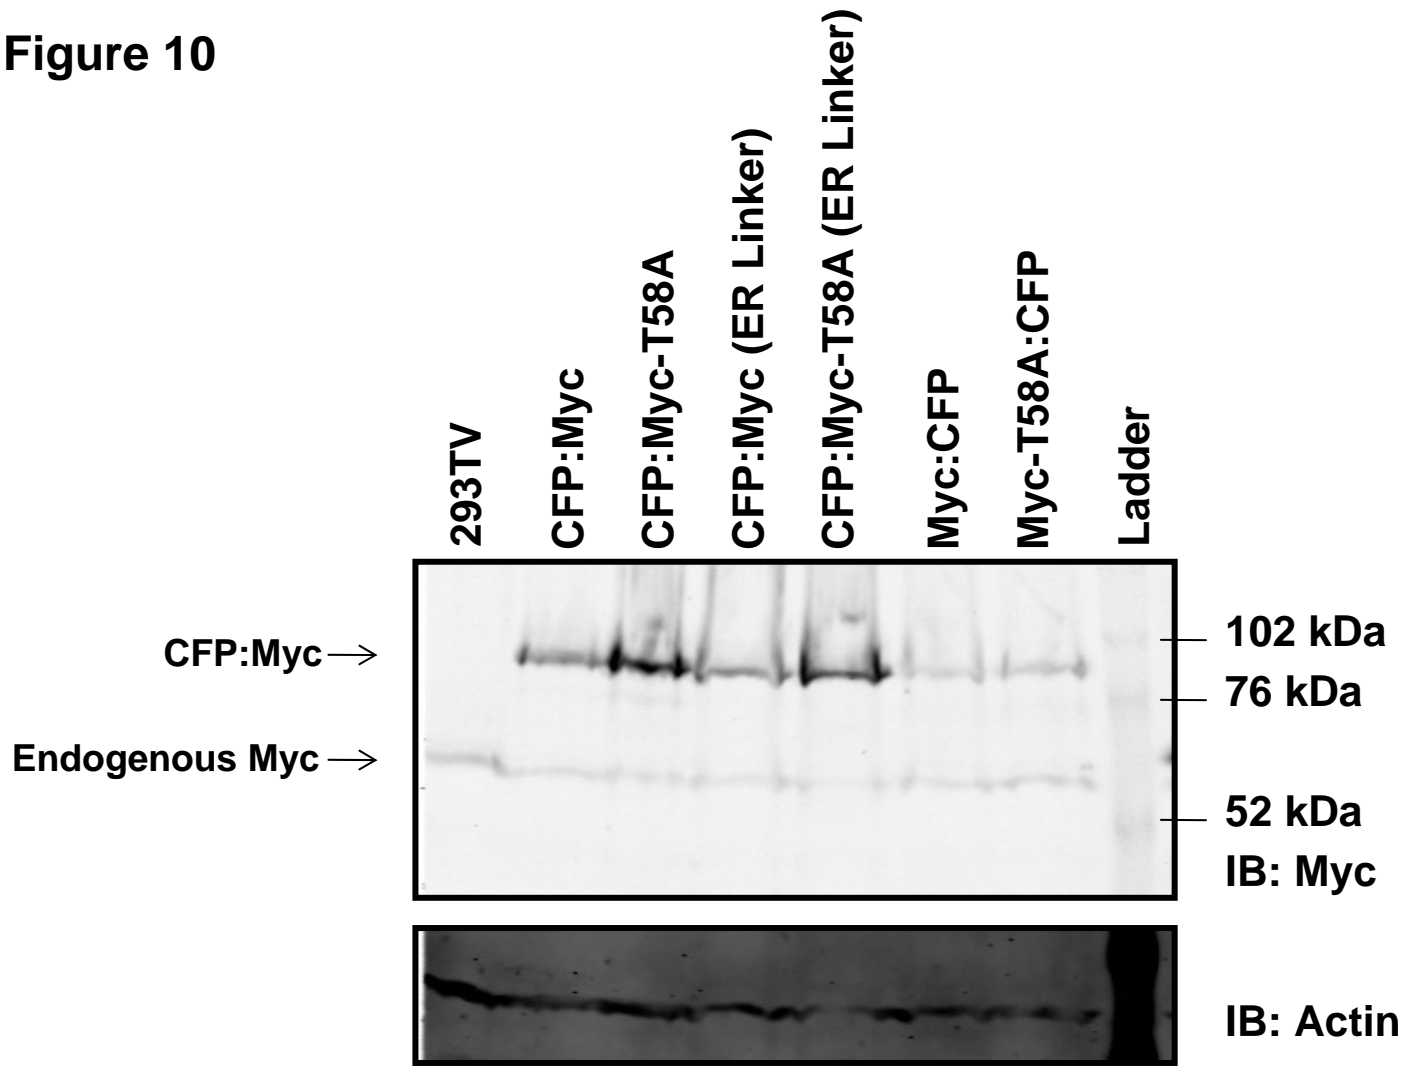 Figure 10
293TV
CFP:Myc
CFP:Myc-T58A
CFP:Myc (ER Linker)
CFP:Myc-T58A (ER Linker)
Myc:CFP
Myc-T58A:CFP
Ladder
CFP:Myc
Endogenous Myc
102 kDa
76 kDa
52 kDa
IB: Myc
IB: Actin